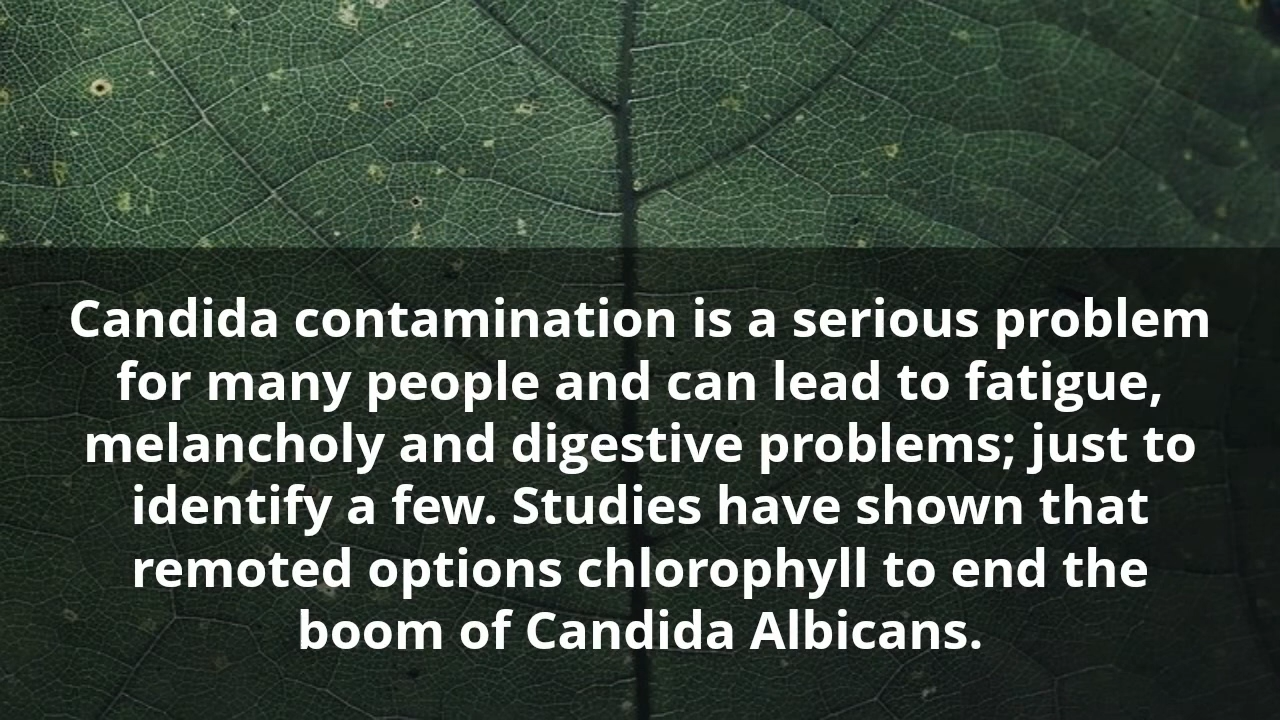 Candida contamination is a serious problem
for many people and can lead to fatigue,
melancholy and digestive problems; just to
identify a few. Studies have shown that
remoted options chlorophyll to end the
boom of Candida Albicans.